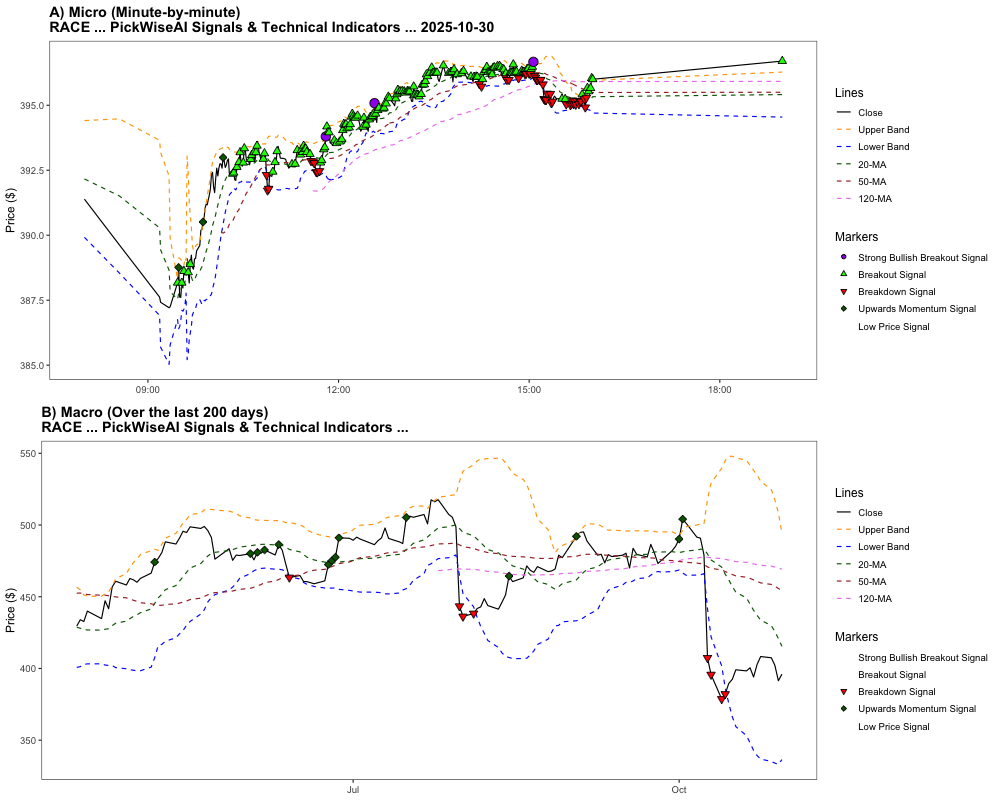 A) Micro (Minute-by-minute)
RACE ... PickWiseAI Signals & Technical Indicators ... 2025-10-30
Price ($)
395.0
392.5
390.0
387.5
385.0
09:00
12:00
15:00
18:00
Lines
Close
Upper Band
Lower Band
20-MA
50-MA
120-MA
Markers
Strong Bullish Breakout Signal
Breakout Signal
Breakdown Signal
Upwards Momentum Signal
Low Price Signal
B) Macro (Over the last 200 days)
RACE ... PickWiseAI Signals & Technical Indicators ...
Price ($)
550
500
450
400
350
Jul
Oct
Lines
Close
Upper Band
Lower Band
20-MA
50-MA
120-MA
Markers
Strong Bullish Breakout Signal
Breakout Signal
Breakdown Signal
Upwards Momentum Signal
Low Price Signal